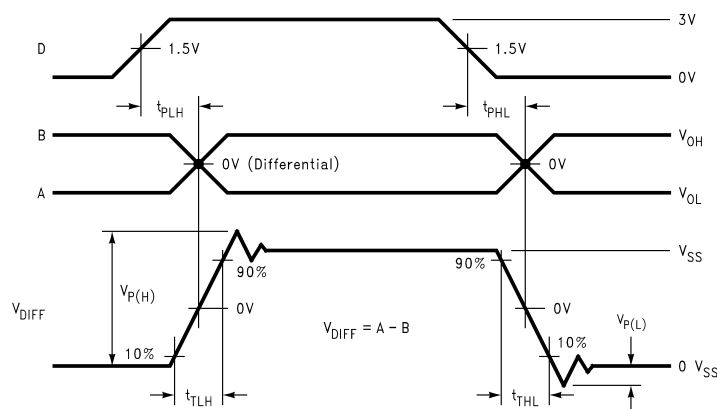 3V
D
1.5V
1.5V
0V
tPLH
tPHL
B
VOH
0V (Differential)
0V
A
VOL
VSS
90%
90%
VP(H)
VDIFF
0V
0V
VDIFF = A - B
VP(L)
10%
10%
0 VSS
tTLH
tTHL